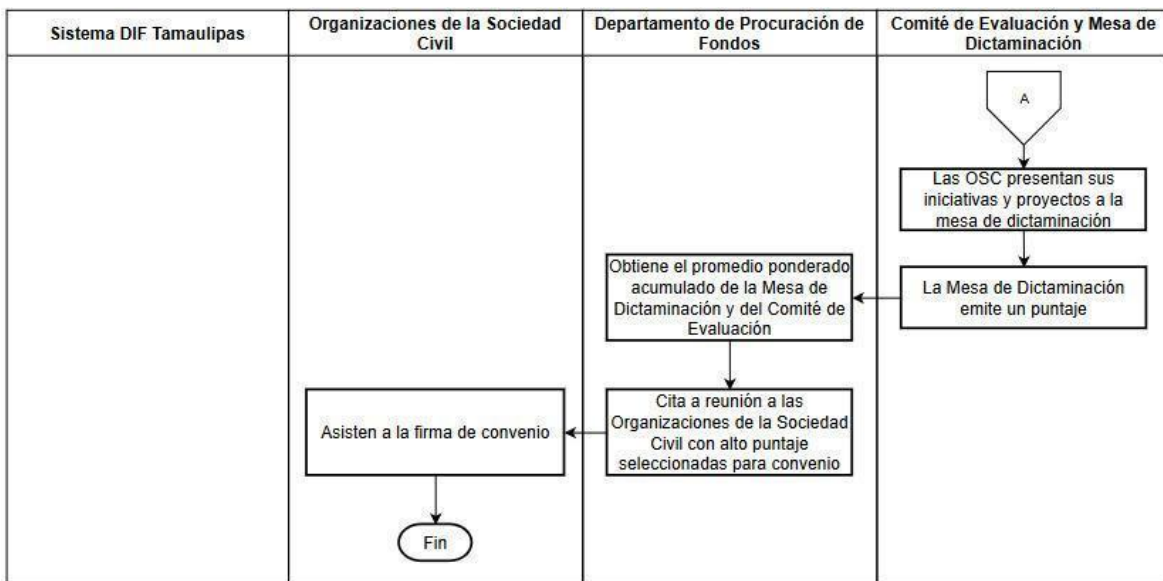 Sistema DIF Tamaulipas
Organizaciones de la Sociedad
Civil
Departamento de Procuración de
Fondos
Comité de Evaluación y Mesa de
Dictaminación
A
Las OSC presentan sus
iniciativas y proyectos a la
mesa de dictaminación
La Mesa de Dictaminación
emite un puntaje
Obtiene el promedio ponderado
acumulado de la Mesa de
Dictaminación y del Comité de
Evaluación
Cita a reunión a las
Organizaciones de la Sociedad
Civil con alto puntaje
seleccionadas para convenio
Asisten a la firma de convenio
Fin